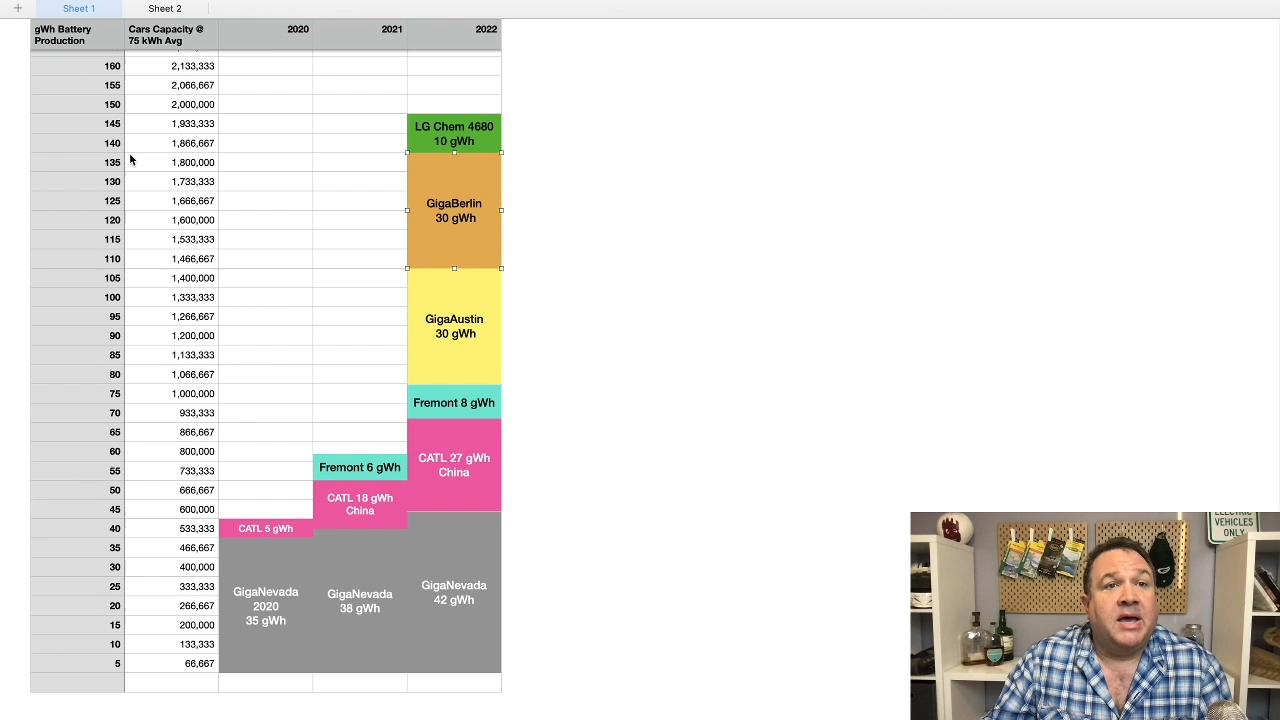 +
Sheet 1
Sheet 2
gWh Battery Production
Cars Capacity @ 75 kWh Avg
2020
2021
2022
160 2,133,333
155 2,066,667
150 2,000,000
145 1,933,333
140 1,866,667
135 1,800,000
130 1,733,333
125 1,666,667
120 1,600,000
115 1,533,333
110 1,466,667
105 1,400,000
100 1,333,333
95 1,266,667
90 1,200,000
85 1,133,333
80 1,066,667
75 1,000,000
70 933,333
65 866,667
60 800,000
55 733,333
50 666,667
45 600,000
40 533,333
35 466,667
30 400,000
25 333,333
20 266,667
15 200,000
10 133,333
5 66,667
CATL 5 gWh
GigaNevada
2020
35 gWh
Fremont 6 gWh
CATL 18 gWh
China
GigaNevada
38 gWh
LG Chem 4680
10 gWh
GigaBerlin
30 gWh
GigaAustin
30 gWh
Fremont 8 gWh
CATL 27 gWh
China
GigaNevada
42 gWh
ELECTRIC
VEHICLES
ONLY